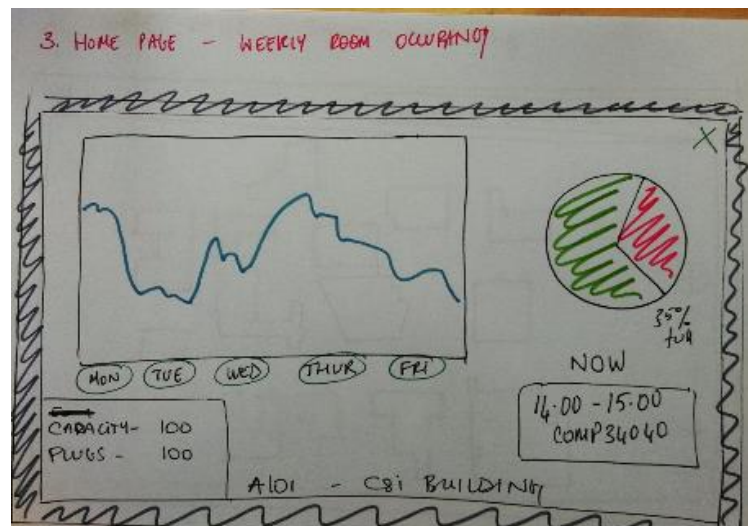 3. HOME PAGE - WEEKLY ROOM OCCUPANCY
X
35%
full
MON TUE WED THUR FRI
NOW
14.00 - 15.00
COMP34040
CAPACITY - 100
PLUGS - 100
A101 - CSi BUILDING